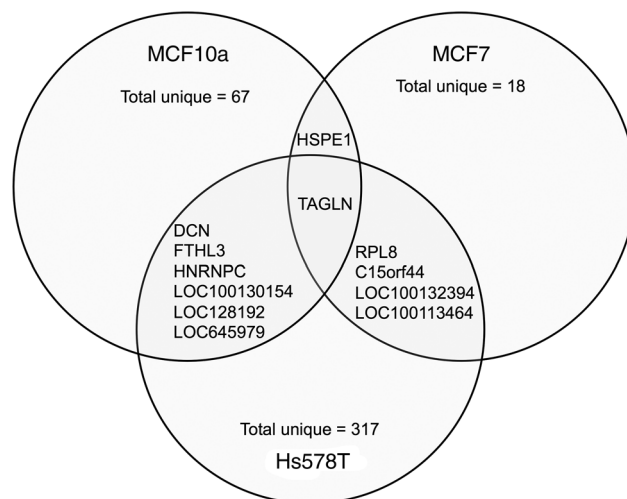 MCF10a
MCF7
Total unique = 67
Total unique = 18
HSPE1
TAGLN
DCN
FTHL3
HNRNPC
LOC100130154
LOC128192
LOC645979
RPL8
C15orf44
LOC100132394
LOC100113464
Total unique = 317
Hs578T